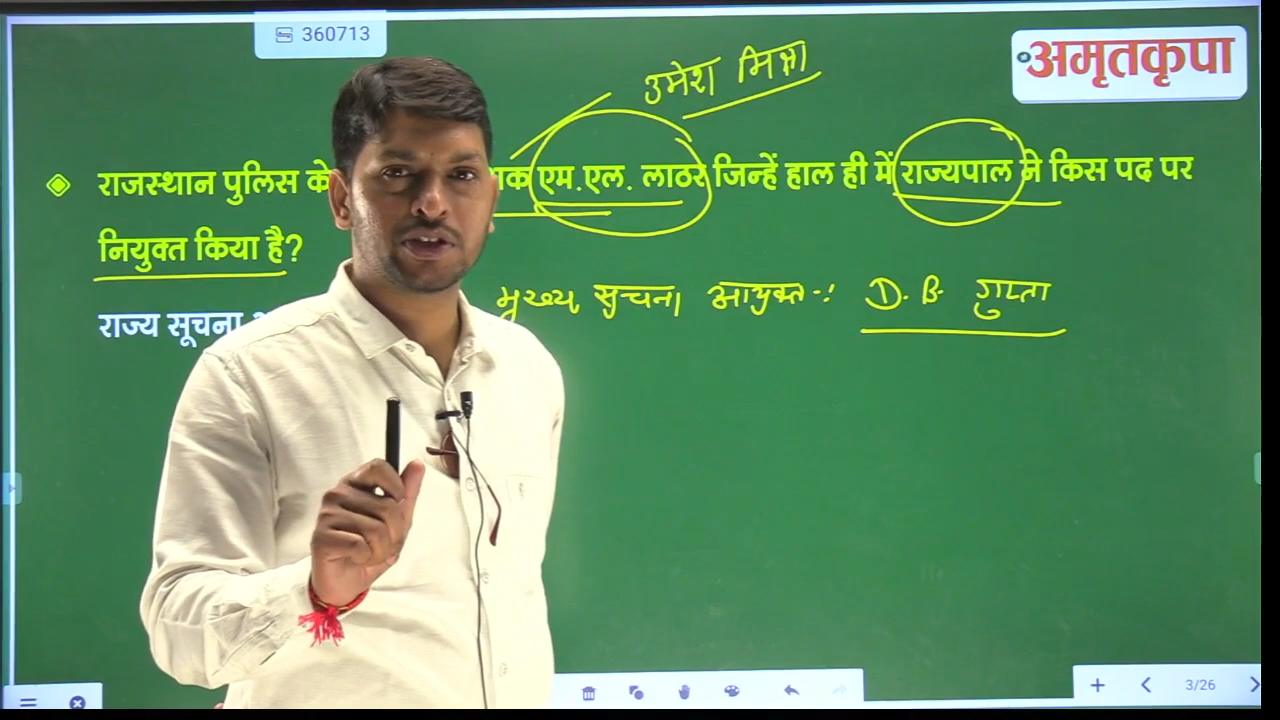 360713
अमृतकृपा
उमेश मिश्रा
राजस्थान पुलिस के एम.एल. लाठर जिन्हें हाल ही में राज्यपाल ने किस पद पर
नियुक्त किया है?
मुख्य सुचना आयुक्त -: D. B. गुप्ता
राज्य सूचना
3/26